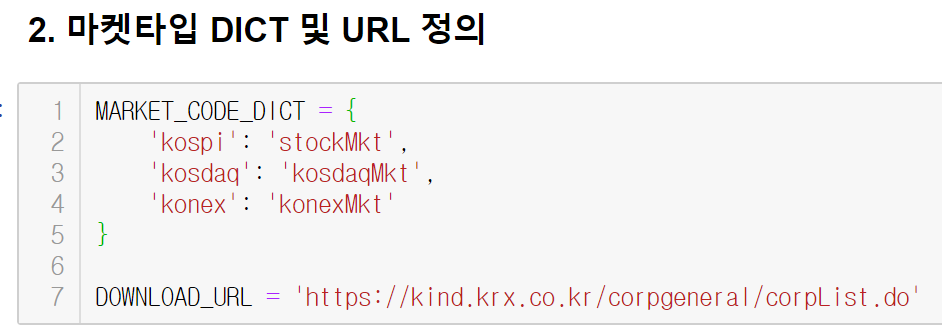 2. 마켓타입 DICT 및 URL 정의
:
1 MARKET_CODE_DICT = {
2     'kospi': 'stockMkt',
3     'kosdaq': 'kosdaqMkt',
4     'konex': 'konexMkt'
5 }
6
7 DOWNLOAD_URL = 'https://kind.krx.co.kr/corpgeneral/corpList.do'